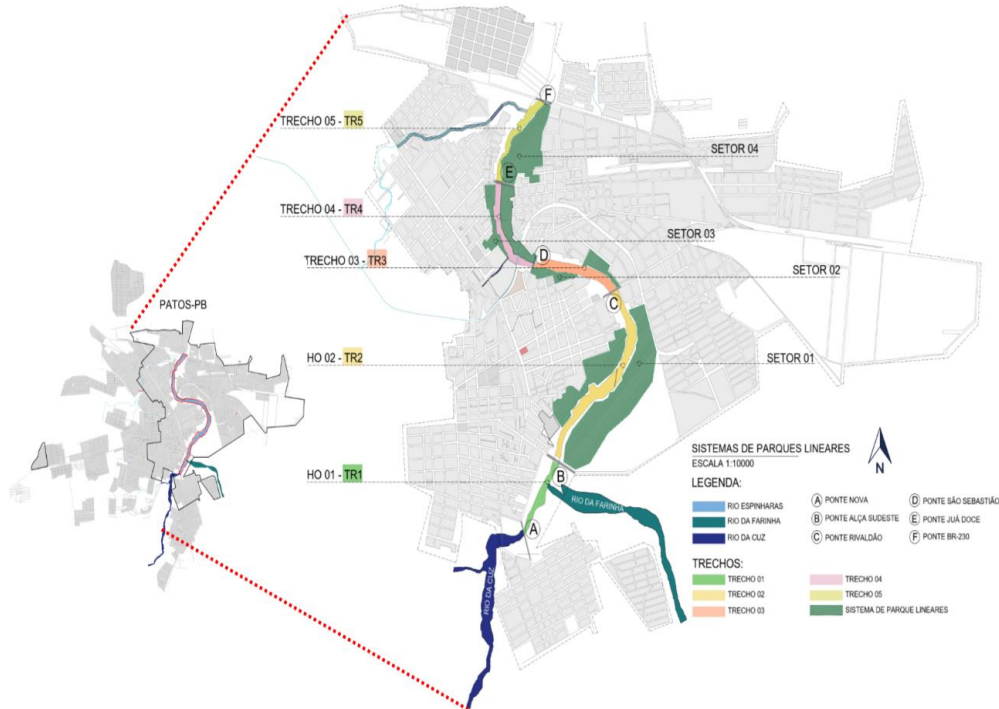 F
TRECHO 05 - TR5
SETOR 04
E
TRECHO 04 - TR4
SETOR 03
D
TRECHO 03 - TR3
SETOR 02
PATOS-PB
C
HO 02 - TR2
SETOR 01
SISTEMAS DE PARQUES LINEARES
ESCALA 1:10000
N
HO 01 - TR1
B
RIO DA FARINHA
A
RIO DA CUZ
LEGENDA:
RIO ESPINHARAS
RIO DA FARINHA
RIO DA CUZ
A PONTE NOVA
B PONTE ALÇA SUDESTE
C PONTE RIVALDÃO
D PONTE SÃO SEBASTIÃO
E PONTE JUÁ DOCE
F PONTE BR-230
TRECHOS:
TRECHO 01
TRECHO 02
TRECHO 03
TRECHO 04
TRECHO 05
SISTEMA DE PARQUE LINEARES